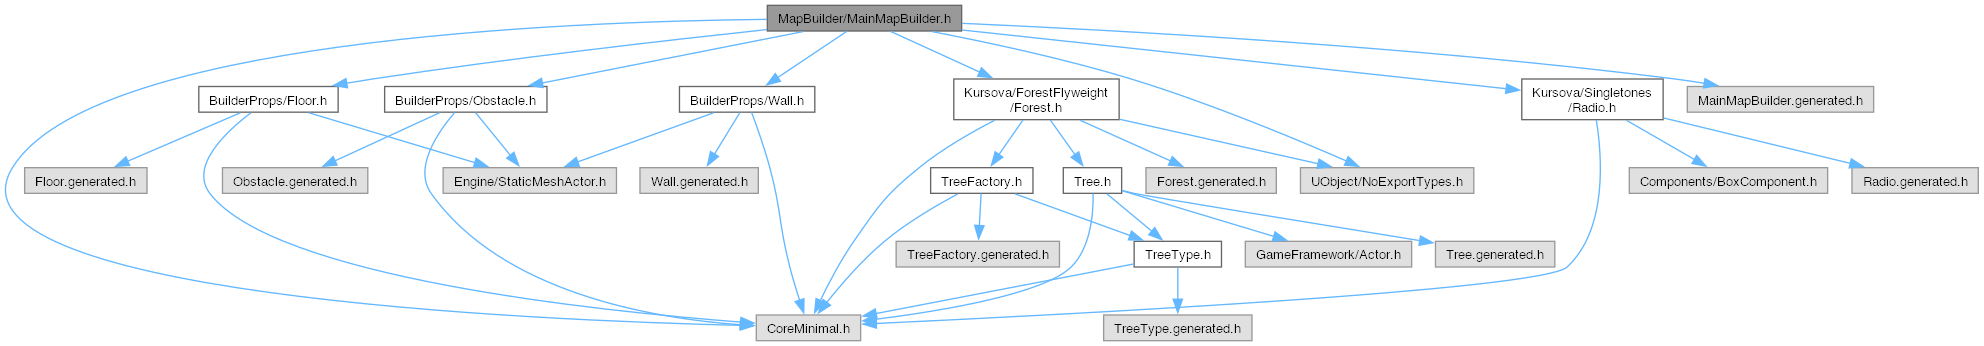 MapBuilder/MainMapBuilder.h
BuilderProps/Floor.h
BuilderProps/Obstacle.h
BuilderProps/Wall.h
Kursova/ForestFlyweight
/Forest.h
Kursova/Singletones
/Radio.h
MainMapBuilder.generated.h
Floor.generated.h
Obstacle.generated.h
Engine/StaticMeshActor.h
Wall.generated.h
TreeFactory.h
Tree.h
Forest.generated.h
UObject/NoExportTypes.h
Components/BoxComponent.h
Radio.generated.h
TreeFactory.generated.h
TreeType.h
GameFramework/Actor.h
Tree.generated.h
CoreMinimal.h
TreeType.generated.h